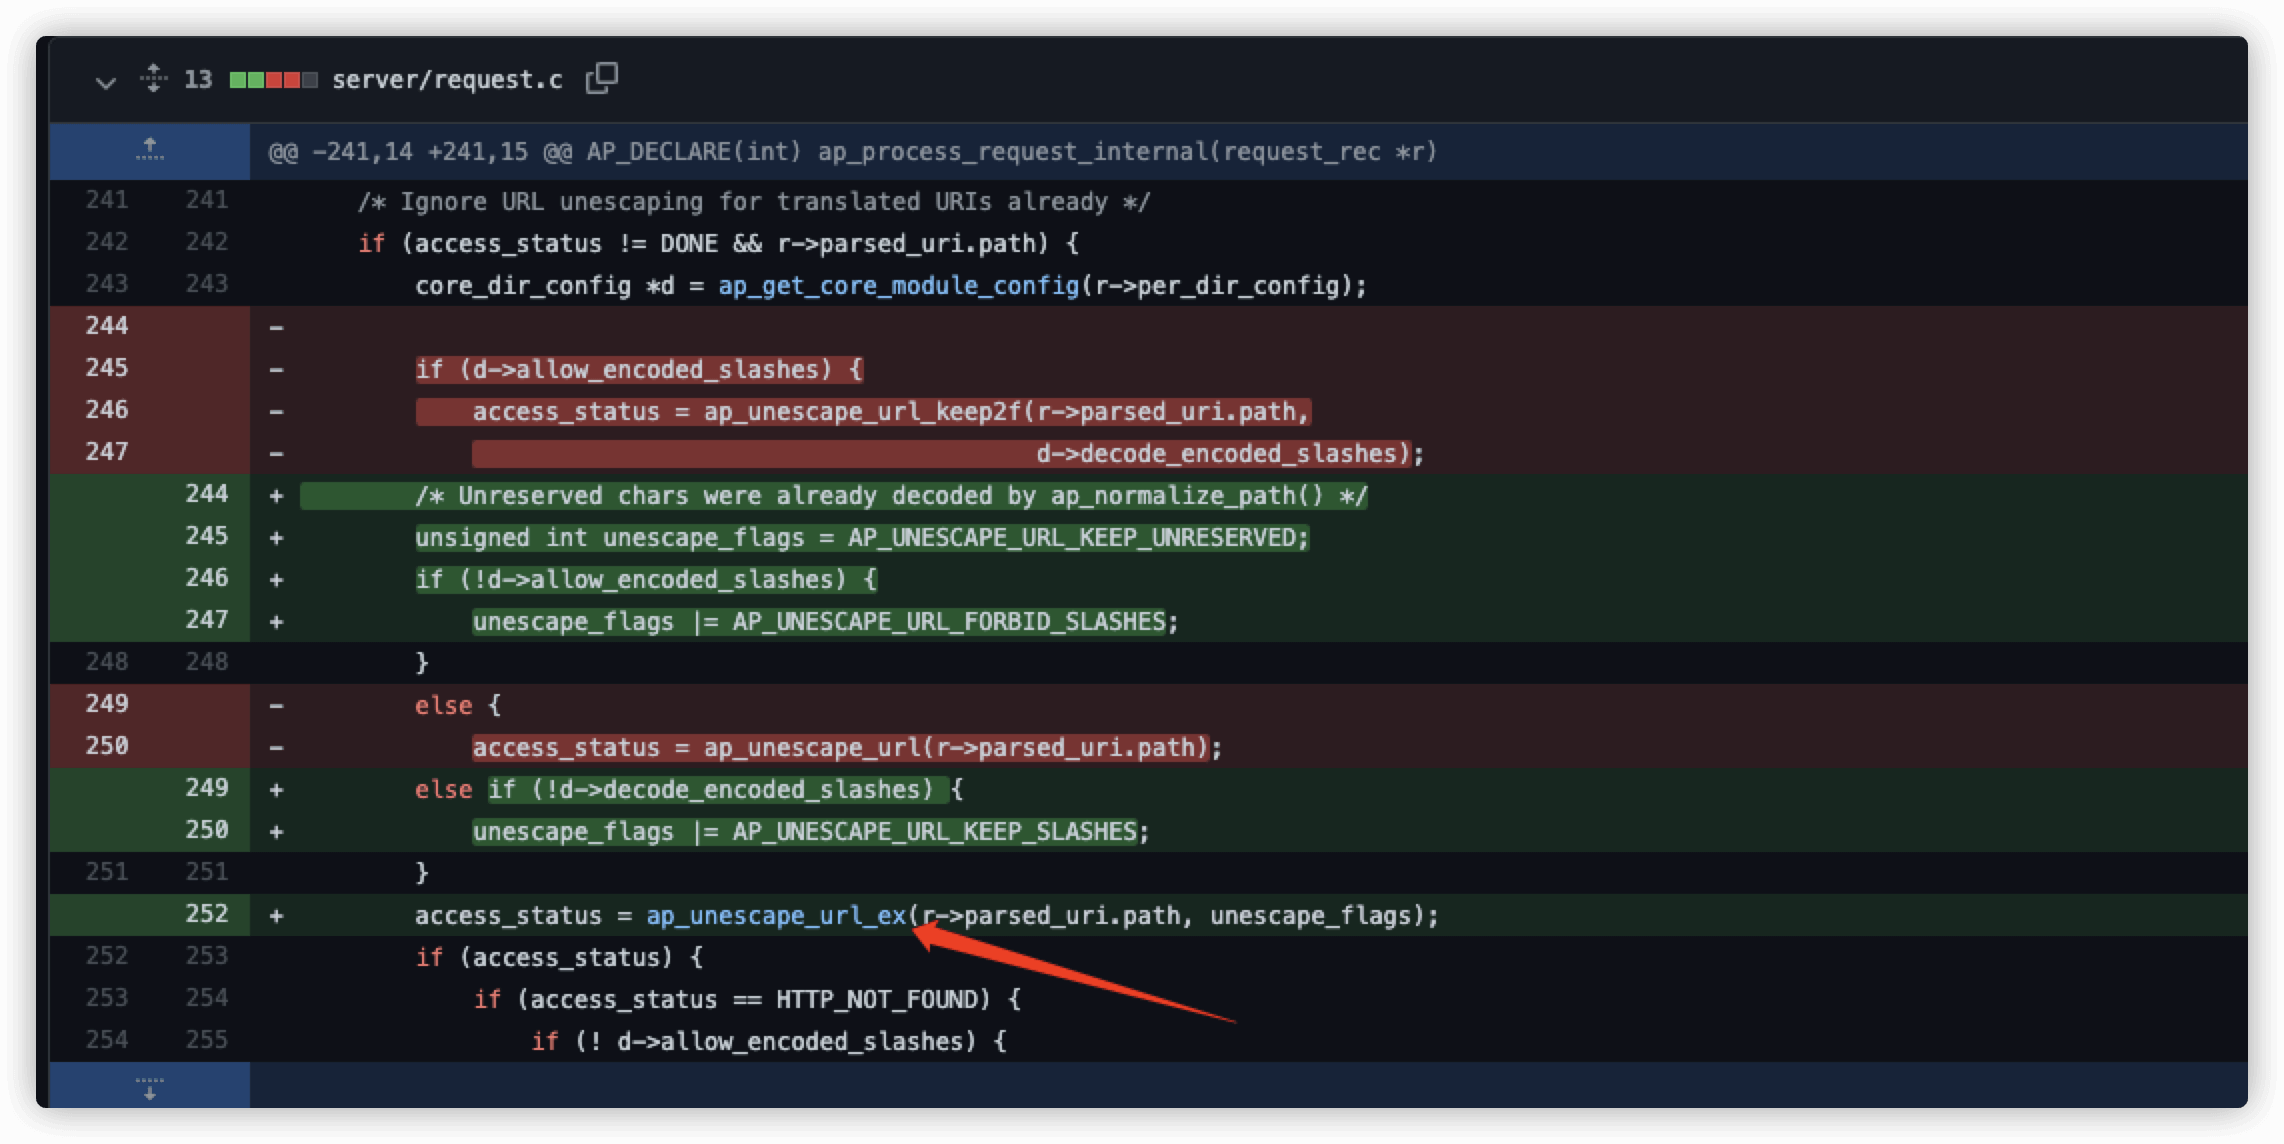 13 server/request.c
@@ -241,14 +241,15 @@ AP_DECLARE(int) ap_process_request_internal(request_rec *r)
241 241 /* Ignore URL unescaping for translated URIs already */
242 242 if (access_status != DONE && r->parsed_uri.path) {
243 243 core_dir_config *d = ap_get_core_module_config(r->per_dir_config);
244 -
245 - if (d->allow_encoded_slashes) {
246 - access_status = ap_unescape_url_keep2f(r->parsed_uri.path,
247 - d->decode_encoded_slashes);
244 + /* Unreserved chars were already decoded by ap_normalize_path() */
245 + unsigned int unescape_flags = AP_UNESCAPE_URL_KEEP_UNRESERVED;
246 + if (!d->allow_encoded_slashes) {
247 + unescape_flags |= AP_UNESCAPE_URL_FORBID_SLASHES;
248 248 }
249 - else {
250 - access_status = ap_unescape_url(r->parsed_uri.path);
249 + else if (!d->decode_encoded_slashes) {
250 + unescape_flags |= AP_UNESCAPE_URL_KEEP_SLASHES;
251 251 }
252 + access_status = ap_unescape_url_ex(r->parsed_uri.path, unescape_flags);
252 253 if (access_status) {
253 254 if (access_status == HTTP_NOT_FOUND) {
254 255 if (! d->allow_encoded_slashes) {